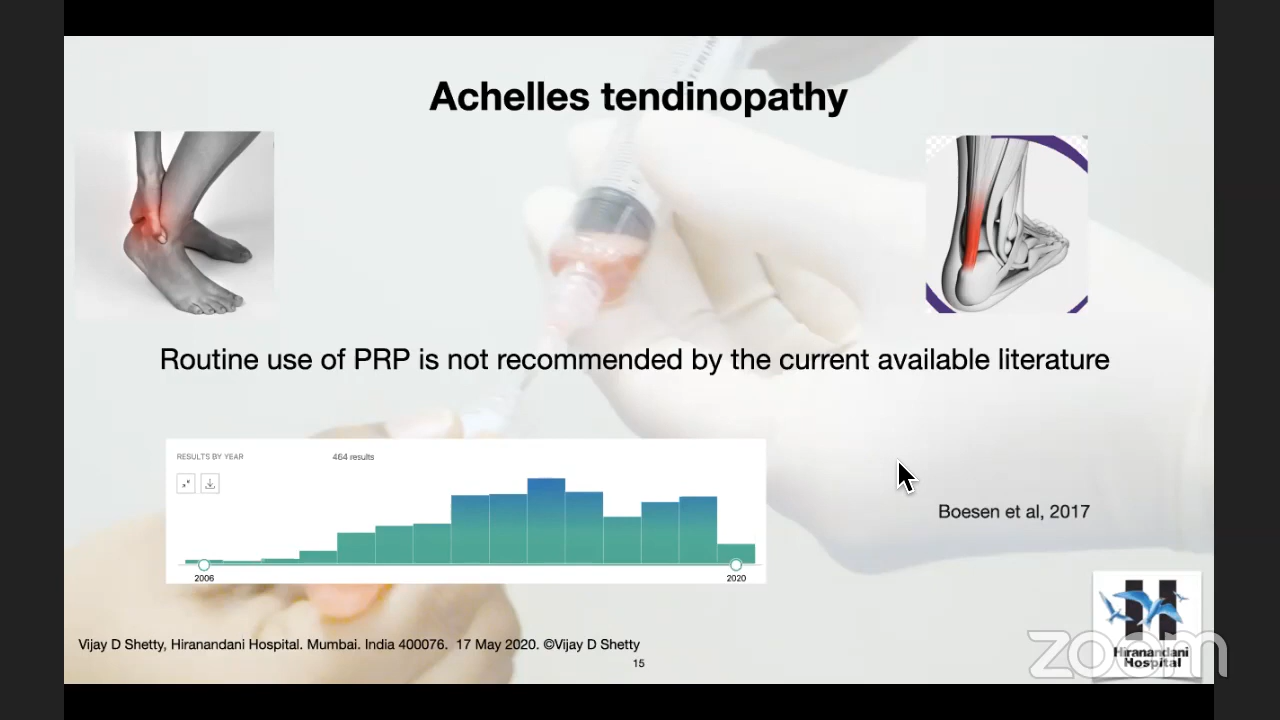 TERUM
Achelles tendinopathy
Routine use of PRP is not recommended by the current available literature
RESULTS BY YEAR
464 results
2006
2020
Boesen et al, 2017
Vijay D Shetty, Hiranandani Hospital. Mumbai. India 400076. 17 May 2020. ©Vijay D Shetty
15
H
Hiranandani
Hospital
zoom